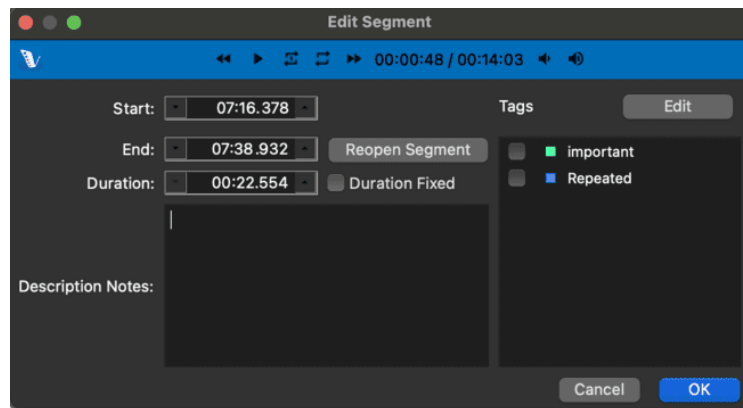 Edit Segment
00:00:48 / 00:14:03
Start: 07:16.378
Tags Edit
End: 07:38.932 Reopen Segment
important
Duration: 00:22.554 Duration Fixed
Repeated
Description Notes:
Cancel OK